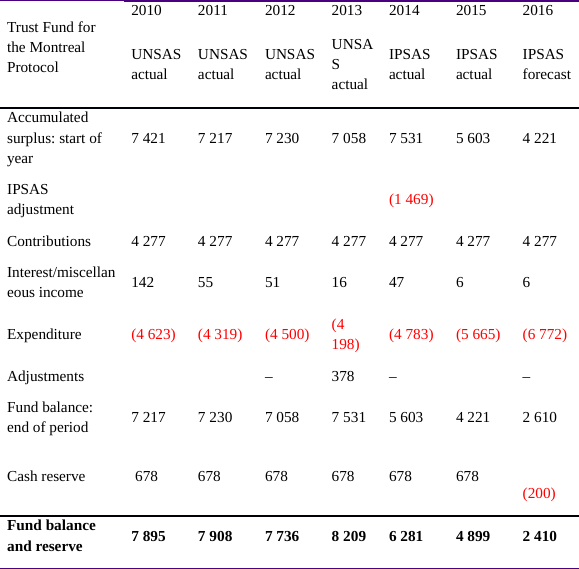 2010 2011 2012 2013 2014 2015 2016
Trust Fund for
the Montreal
Protocol
UNSAS UNSAS UNSAS UNSA IPSAS IPSAS IPSAS
S
actual actual actual actual actual actual forecast
Accumulated
surplus: start of 7 421 7 217 7 230 7 058 7 531 5 603 4 221
year
IPSAS
adjustment (1 469)
Contributions 4 277 4 277 4 277 4 277 4 277 4 277 4 277
Interest/miscellan
eous income 142 55 51 16 47 6 6
Expenditure (4 623) (4 319) (4 500) (4 198) (4 783) (5 665) (6 772)
Adjustments – 378 – –
Fund balance:
end of period 7 217 7 230 7 058 7 531 5 603 4 221 2 610
Cash reserve 678 678 678 678 678 678 (200)
Fund balance
and reserve 7 895 7 908 7 736 8 209 6 281 4 899 2 410